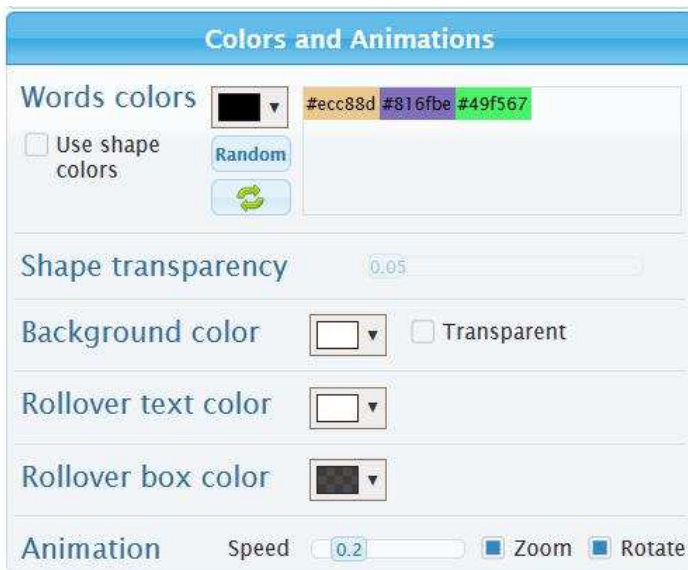 Colors and Animations
Words colors #ecc88d #816fbe #49f567
Use shape
colors
Random
Shape transparency 0.05
Background color Transparent
Rollover text color
Rollover box color
Animation Speed 0.2 Zoom Rotate